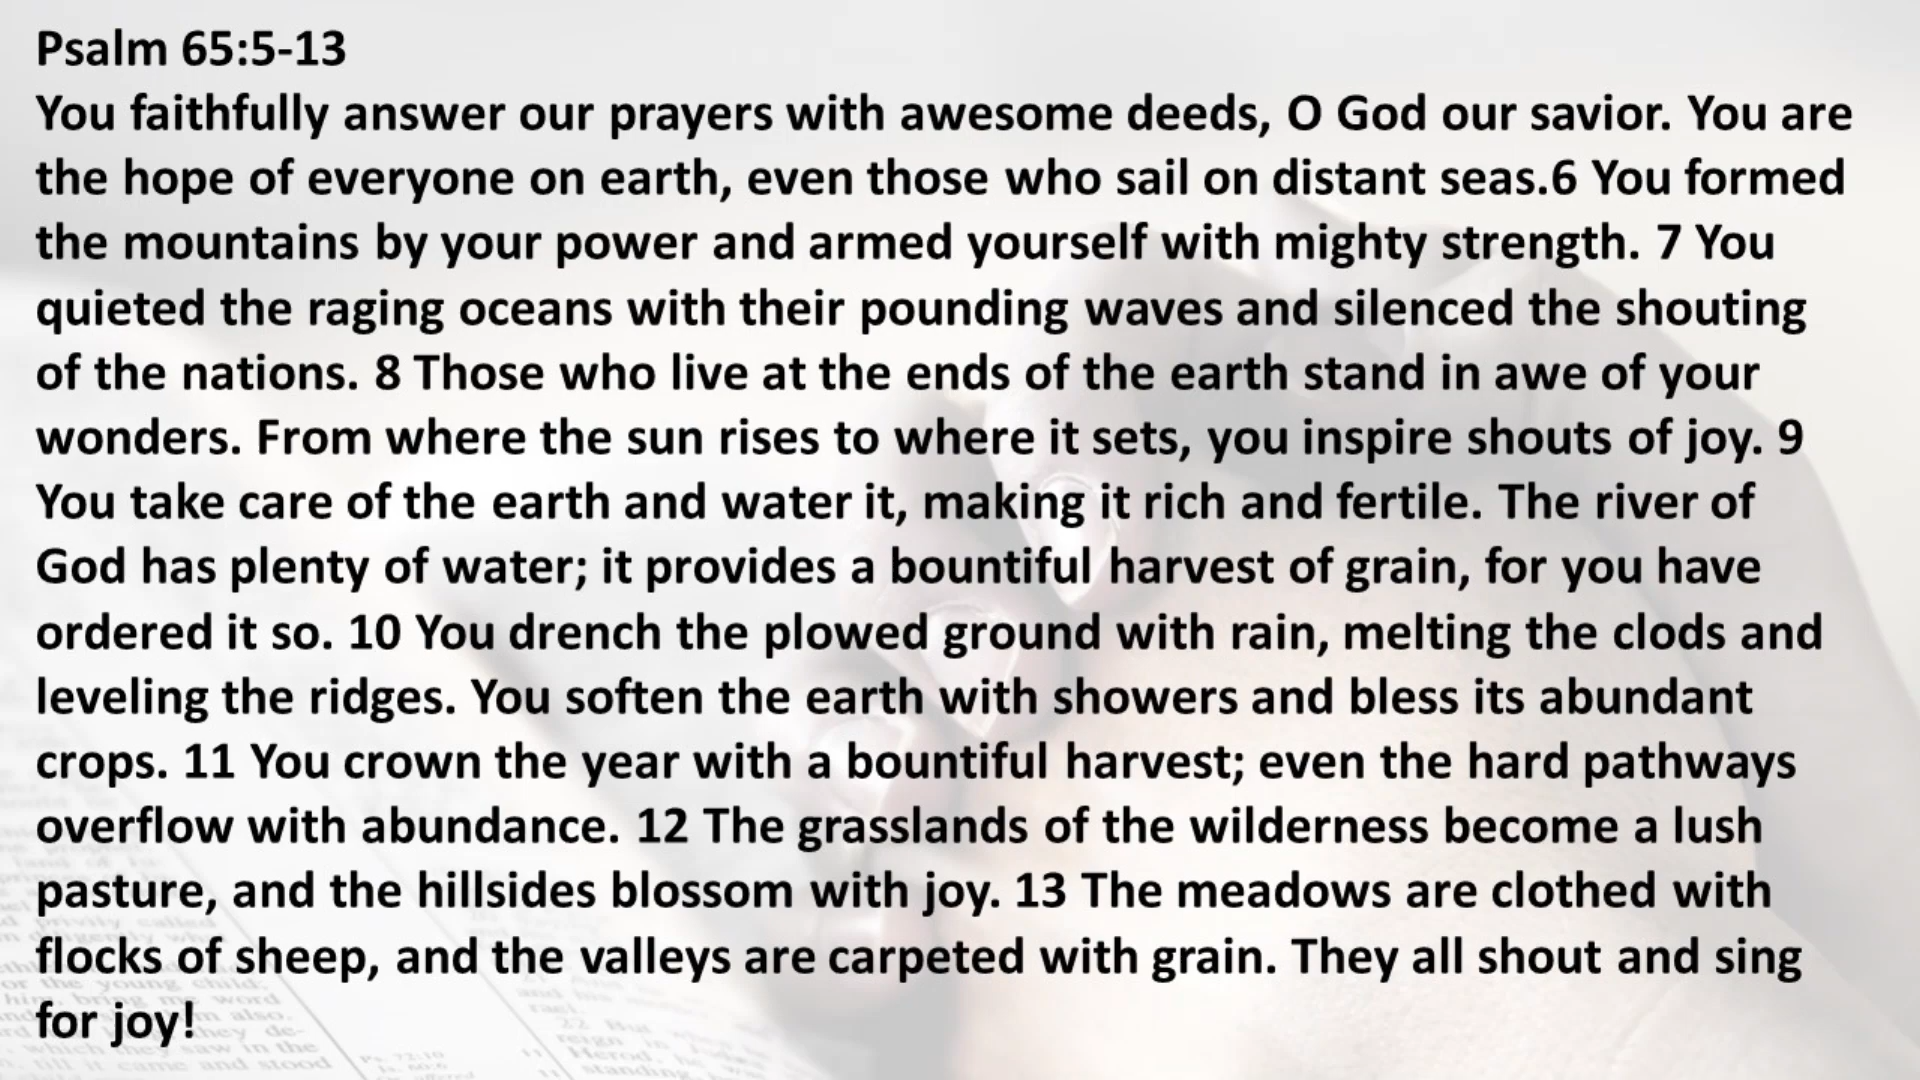 Psalm 65:5-13
You faithfully answer our prayers with awesome deeds, O God our savior. You are
the hope of everyone on earth, even those who sail on distant seas.6 You formed
the mountains by your power and armed yourself with mighty strength. 7 You
quieted the raging oceans with their pounding waves and silenced the shouting
of the nations. 8 Those who live at the ends of the earth stand in awe of your
wonders. From where the sun rises to where it sets, you inspire shouts of joy. 9
You take care of the earth and water it, making it rich and fertile. The river of
God has plenty of water; it provides a bountiful harvest of grain, for you have
ordered it so. 10 You drench the plowed ground with rain, melting the clods and
leveling the ridges. You soften the earth with showers and bless its abundant
crops. 11 You crown the year with a bountiful harvest; even the hard pathways
overflow with abundance. 12 The grasslands of the wilderness become a lush
pasture, and the hillsides blossom with joy. 13 The meadows are clothed with
flocks of sheep, and the valleys are carpeted with grain. They all shout and sing
for joy!